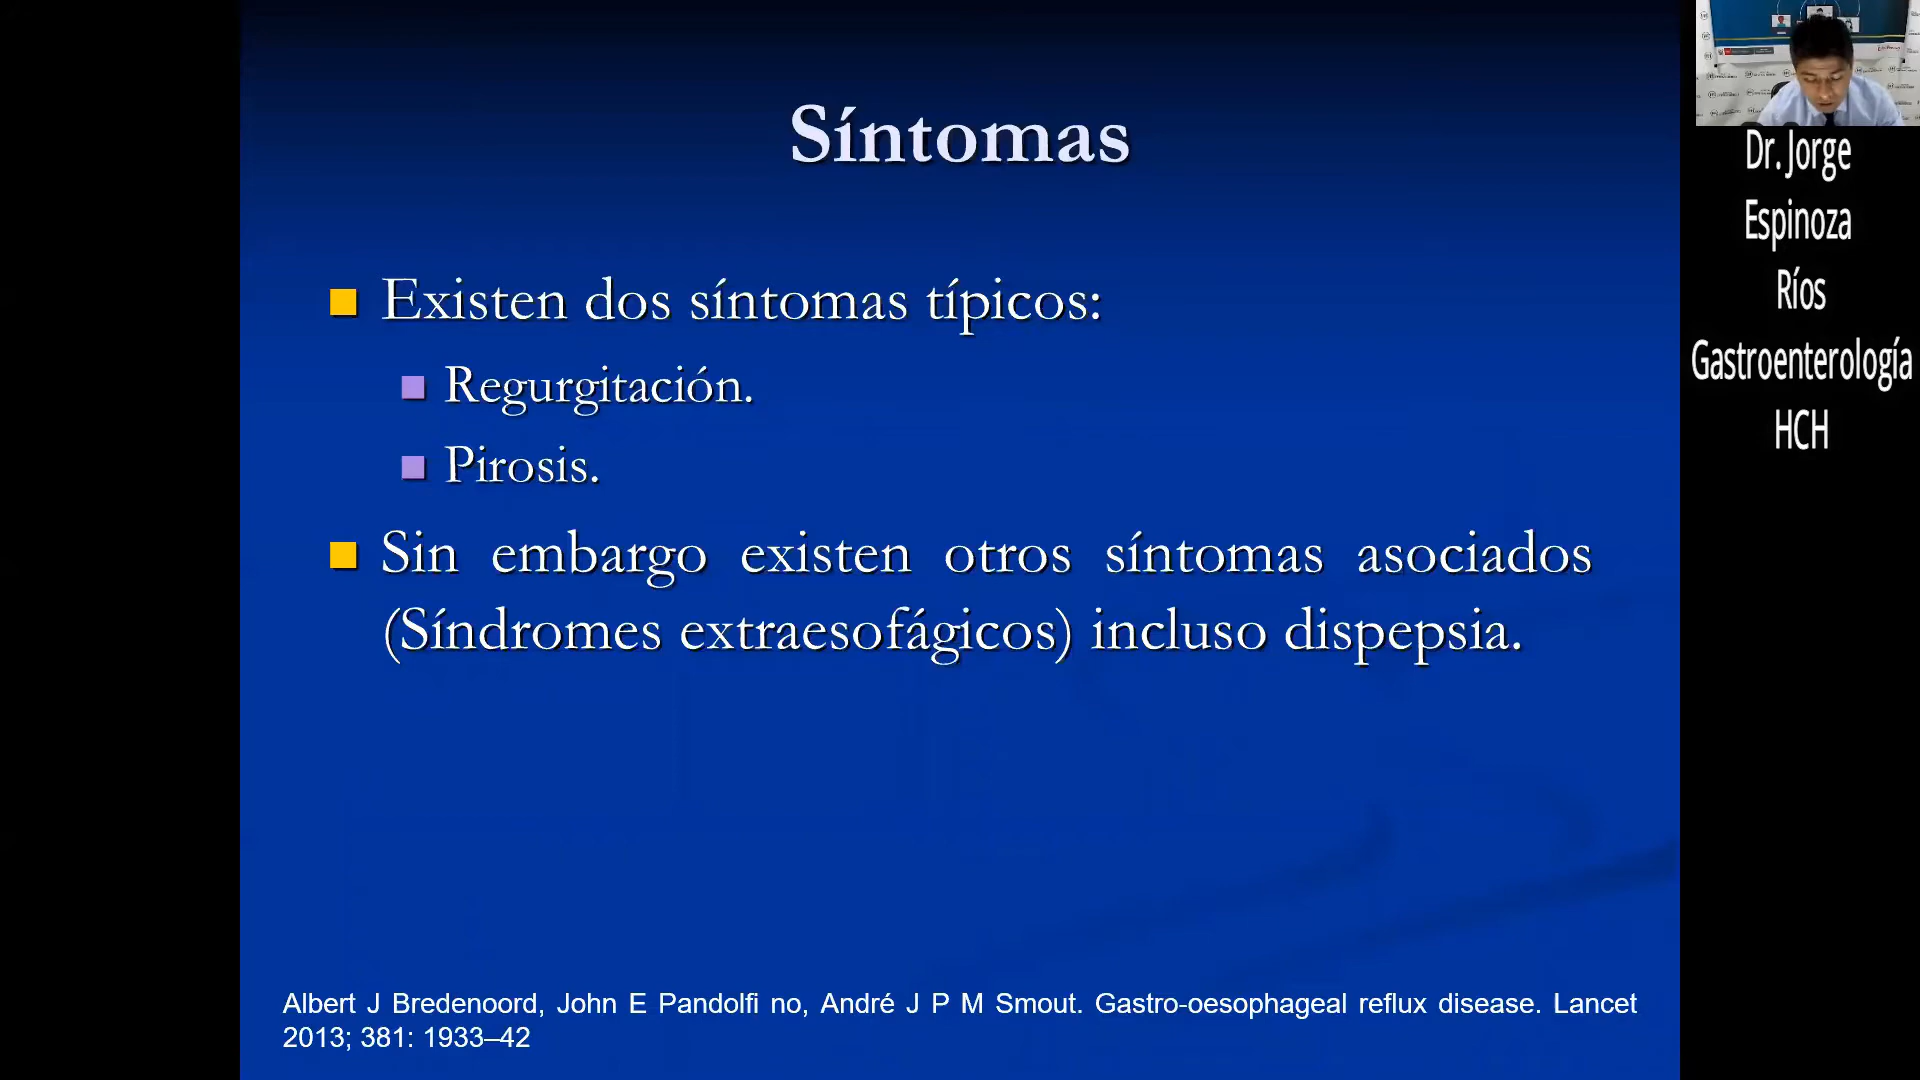 Síntomas
Existen dos síntomas típicos:
Regurgitación.
Pirosis.
Sin embargo existen otros síntomas asociados
(Síndromes extraesofágicos) incluso dispepsia.
Albert J Bredenoord, John E Pandolfi no, André J P M Smout. Gastro-oesophageal reflux disease. Lancet
2013; 381: 1933–42
Dr. Jorge
Espinoza
Ríos
Gastroenterología
HCH